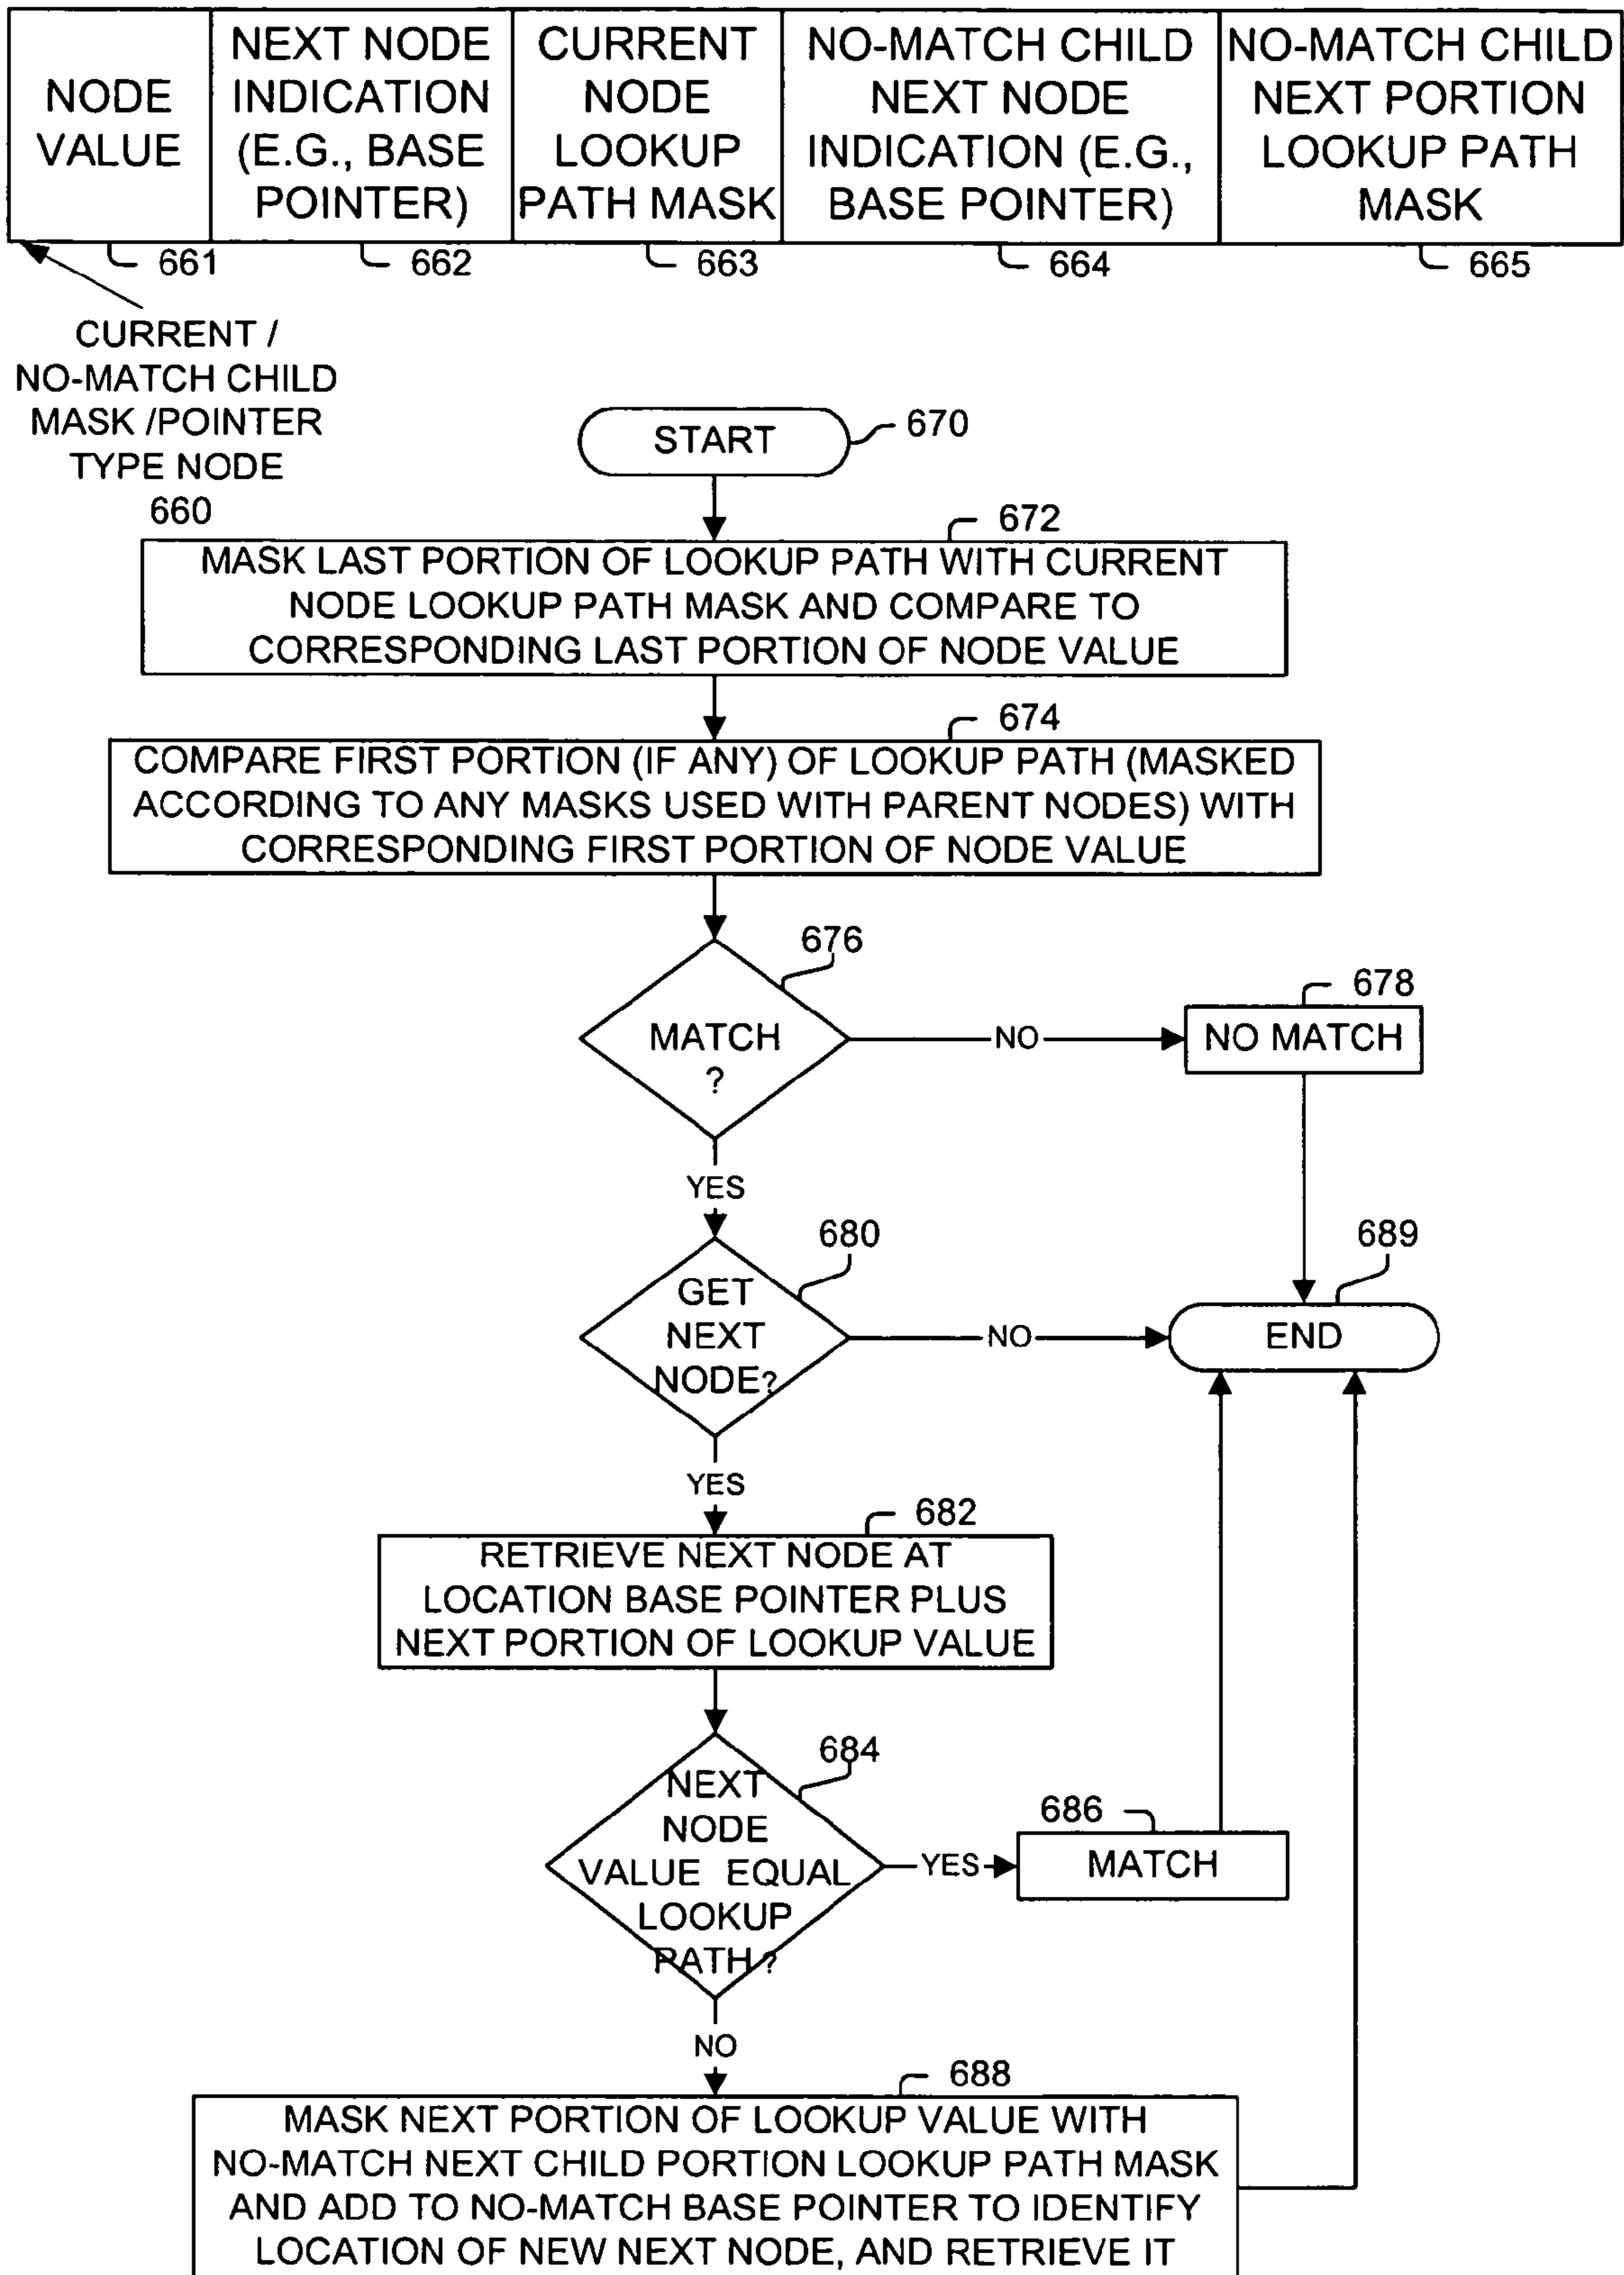 NODE
VALUE
NEXT NODE
INDICATION
(E.G., BASE
POINTER)
CURRENT
NODE
LOOKUP
PATH MASK
NO-MATCH CHILD
NEXT NODE
INDICATION (E.G.,
BASE POINTER)
NO-MATCH CHILD
NEXT PORTION
LOOKUP PATH
MASK
661
662
663
664
665
CURRENT /
NO-MATCH CHILD
MASK /POINTER
TYPE NODE
660
START
670
672
MASK LAST PORTION OF LOOKUP PATH WITH CURRENT
NODE LOOKUP PATH MASK AND COMPARE TO
CORRESPONDING LAST PORTION OF NODE VALUE
674
COMPARE FIRST PORTION (IF ANY) OF LOOKUP PATH (MASKED
ACCORDING TO ANY MASKS USED WITH PARENT NODES) WITH
CORRESPONDING FIRST PORTION OF NODE VALUE
676
MATCH
?
NO
678
NO MATCH
YES
680
GET
NEXT
NODE?
NO
689
END
YES
682
RETRIEVE NEXT NODE AT
LOCATION BASE POINTER PLUS
NEXT PORTION OF LOOKUP VALUE
684
NEXT
NODE
VALUE EQUAL
LOOKUP
PATH ?
YES
686
MATCH
NO
688
MASK NEXT PORTION OF LOOKUP VALUE WITH
NO-MATCH NEXT CHILD PORTION LOOKUP PATH MASK
AND ADD TO NO-MATCH BASE POINTER TO IDENTIFY
LOCATION OF NEW NEXT NODE, AND RETRIEVE IT